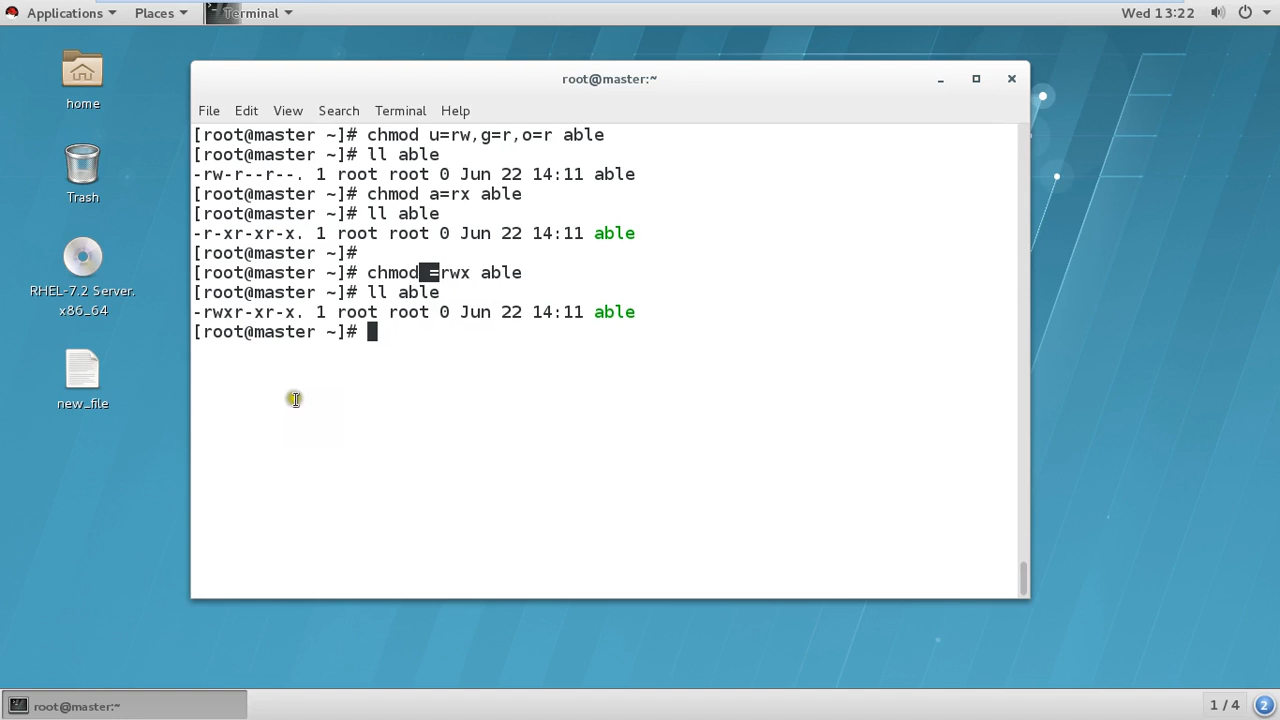 Applications Places Terminal Wed 13:22
home
Trash
RHEL-7.2 Server.
x86_64
new_file
root@master:~
File Edit View Search Terminal Help
[root@master ~]# chmod u=rw,g=r,o=r able
[root@master ~]# ll able
-rw-r--r--. 1 root root 0 Jun 22 14:11 able
[root@master ~]# chmod a=rx able
[root@master ~]# ll able
-r-xr-xr-x. 1 root root 0 Jun 22 14:11 able
[root@master ~]#
[root@master ~]# chmod =rwx able
[root@master ~]# ll able
-rwxr-xr-x. 1 root root 0 Jun 22 14:11 able
[root@master ~]#
root@master:~ 1 / 4 2